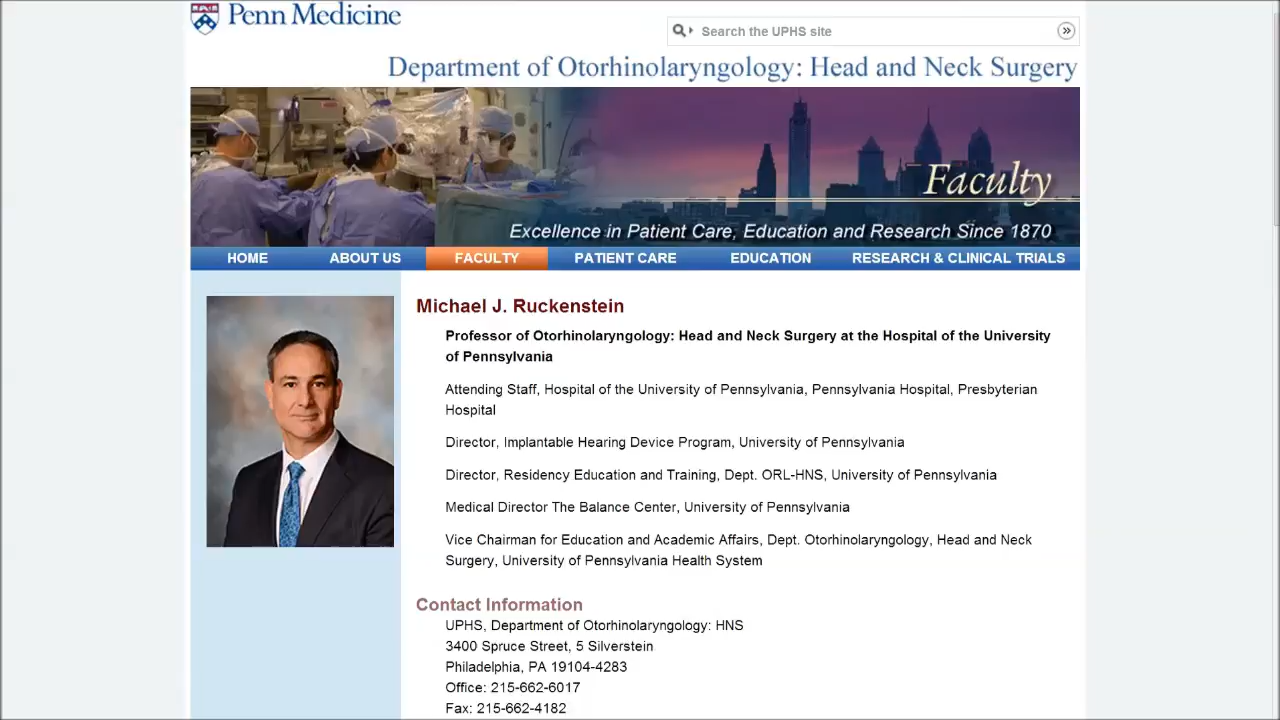 Penn Medicine
Search the UPHS site
Department of Otorhinolaryngology: Head and Neck Surgery
Faculty
Excellence in Patient Care, Education and Research Since 1870
HOME ABOUT US FACULTY PATIENT CARE EDUCATION RESEARCH & CLINICAL TRIALS
Michael J. Ruckenstein
Professor of Otorhinolaryngology: Head and Neck Surgery at the Hospital of the University
of Pennsylvania
Attending Staff, Hospital of the University of Pennsylvania, Pennsylvania Hospital, Presbyterian
Hospital
Director, Implantable Hearing Device Program, University of Pennsylvania
Director, Residency Education and Training, Dept. ORL-HNS, University of Pennsylvania
Medical Director The Balance Center, University of Pennsylvania
Vice Chairman for Education and Academic Affairs, Dept. Otorhinolaryngology, Head and Neck
Surgery, University of Pennsylvania Health System
Contact Information
UPHS, Department of Otorhinolaryngology: HNS
3400 Spruce Street, 5 Silverstein
Philadelphia, PA 19104-4283
Office: 215-662-6017
Fax: 215-662-4182